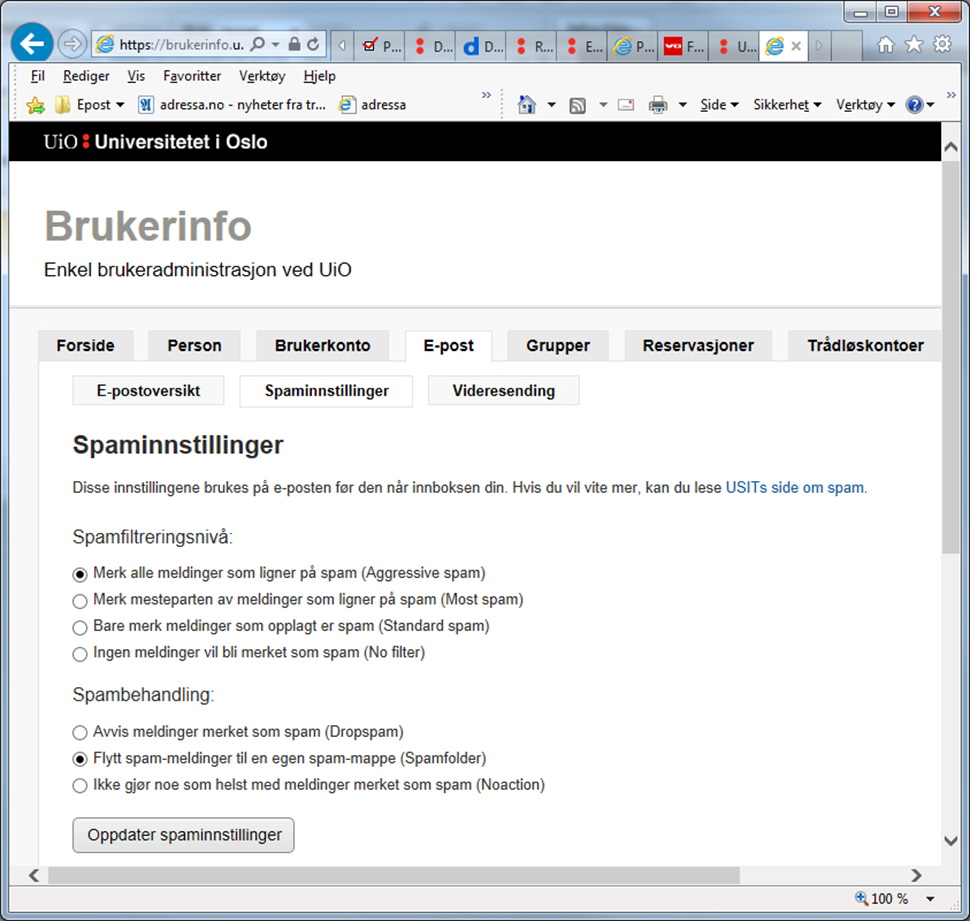 https://brukerinfo.u.
P... D... D... R... E... P... F... U...
Fil Rediger Vis Favoritter Verktøy Hjelp
Epost adressa.no - nyheter fra tr... adressa Side Sikkerhet Verktøy
UiO Universitetet i Oslo
Brukerinfo
Enkel brukeradministrasjon ved UiO
Forside Person Brukerkonto E-post Grupper Reservasjoner Trådløskontoer
E-postoversikt Spaminnstillinger Videresending
Spaminnstillinger
Disse innstillingene brukes på e-posten før den når innboksen din. Hvis du vil vite mer, kan du lese USITs side om spam.
Spamfiltreringsnivå:
Merk alle meldinger som ligner på spam (Aggressive spam)
Merk mesteparten av meldinger som ligner på spam (Most spam)
Bare merk meldinger som opplagt er spam (Standard spam)
Ingen meldinger vil bli merket som spam (No filter)
Spambehandling:
Avvis meldinger merket som spam (Dropspam)
Flytt spam-meldinger til en egen spam-mappe (Spamfolder)
Ikke gjør noe som helst med meldinger merket som spam (Noaction)
Oppdater spaminnstillinger
100 %